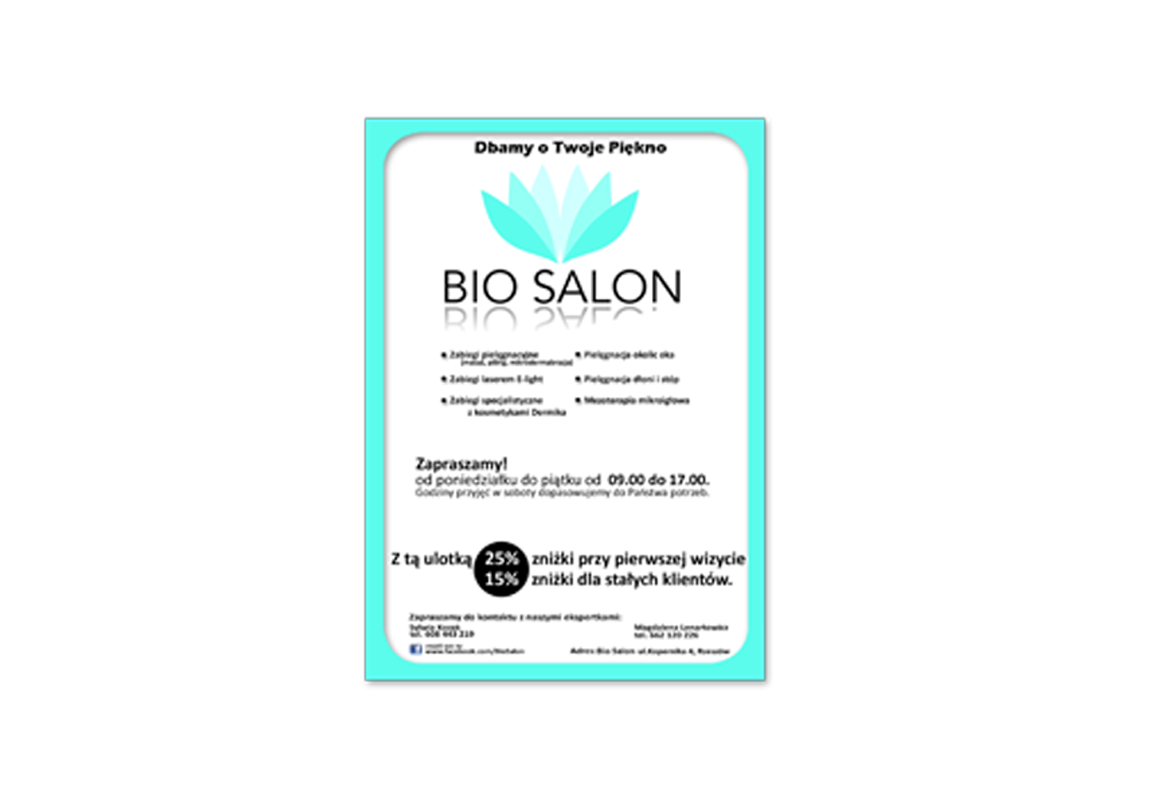 Dbamy o Twoje Piękno
BIO SALON
Zabiegi pielęgnacyjne
Pielęgnacja okolic oka
Zabiegi laserem E-light
Pielęgnacja dłoni i stóp
Zabiegi specjalistyczne
z kosmetykami Dermika
Mezoterapia mikroigłowa
Zapraszamy!
od poniedziałku do piątku od 09.00 do 17.00.
Godziny przyjęć w soboty dopasowujemy do Państwa potrzeb.
Z tą ulotką 25% zniżki przy pierwszej wizycie
15% zniżki dla stałych klientów.
Zapraszamy do kontaktu z naszymi ekspertkami:
Magdalena
tel.
tel.
Adres Bio Salon ul.Kopernika 4, Rzeszów